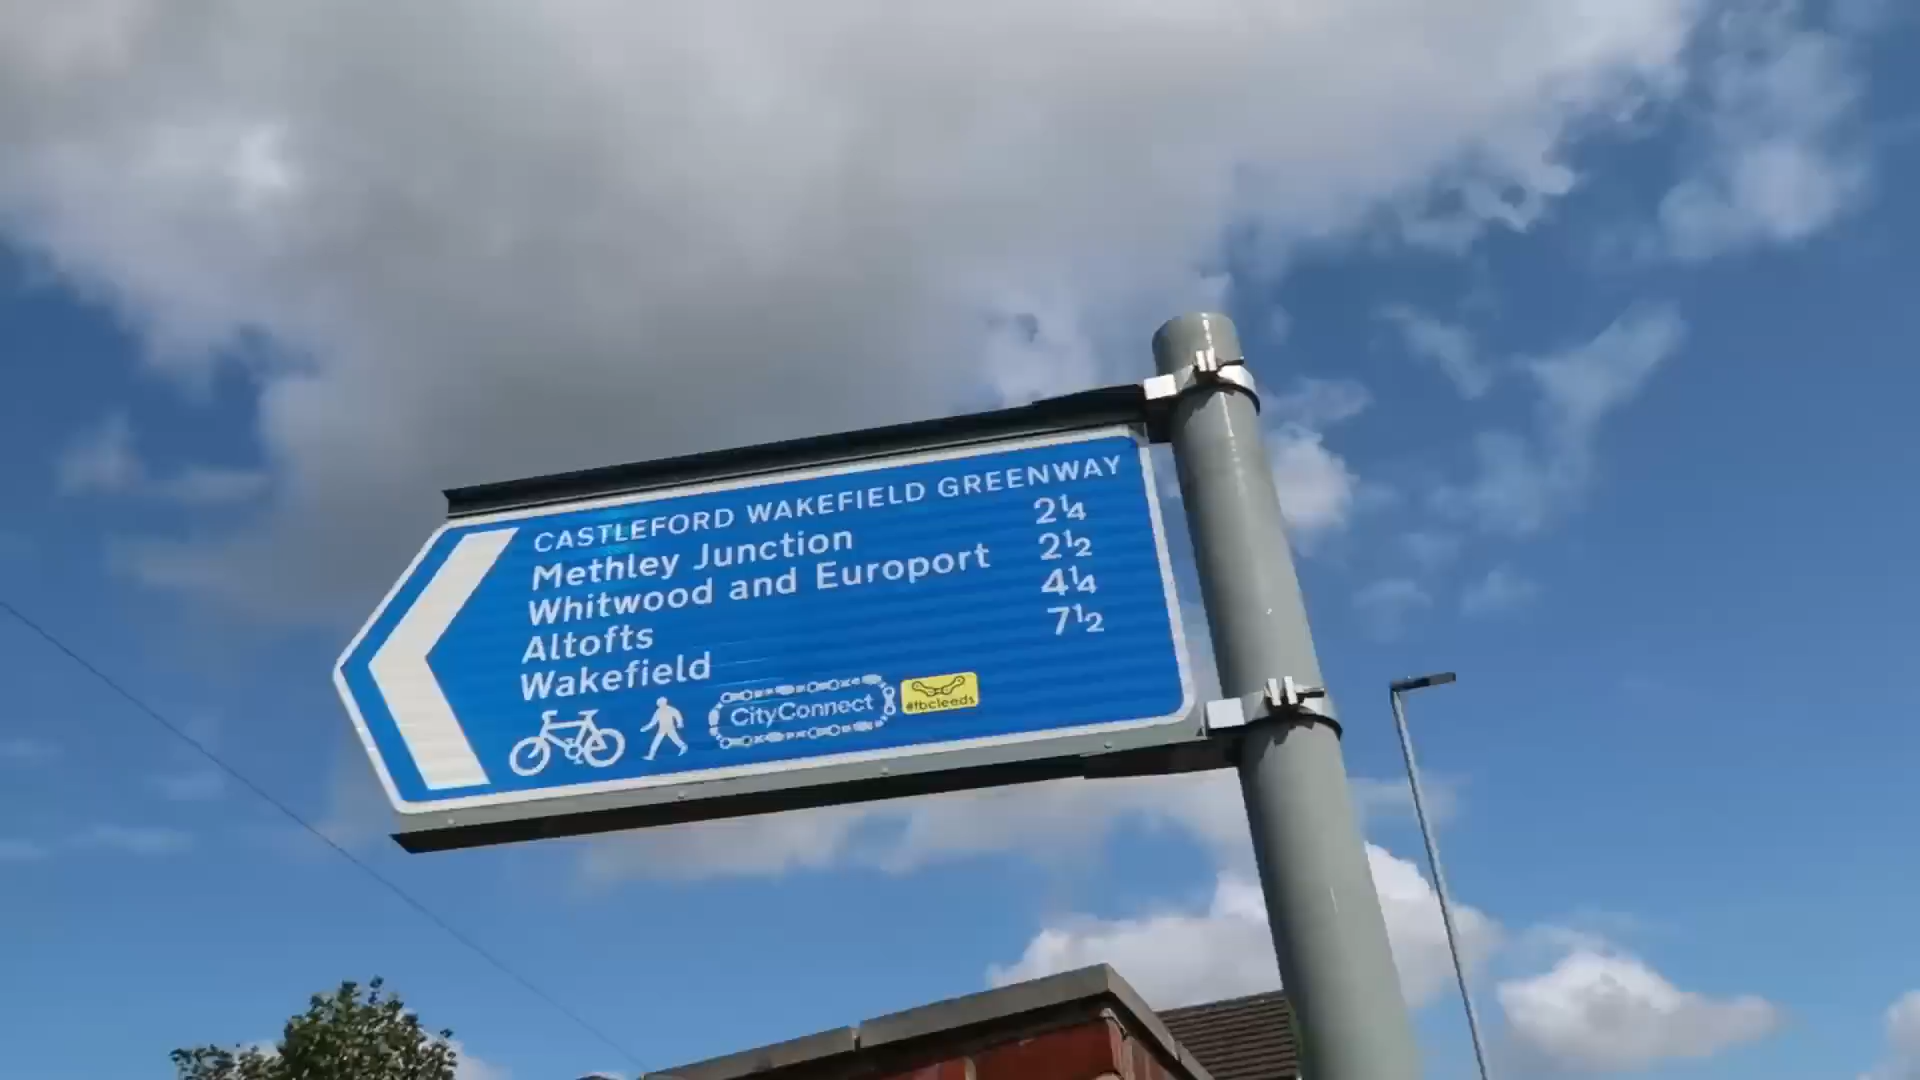 CASTLEFORD WAKEFIELD GREENWAY
Methley Junction 2¼
Whitwood and Europort 2½
Altofts 4¼
Wakefield 7½
CityConnect
#fbcleeds